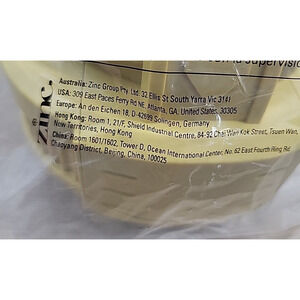 supervision
Australia: Zinc Group Pty. Ltd. 32 Ellis St South Yarra Vic 3141
USA: 309 East Paces Ferry Rd NE, Atlanta, GA, United States, 30305
Europe: An den Eichen 18, D-42699 Solingen, Germany
Hong Kong: Room 1, 21/F, Shield Industrial Centre, 84-92 Chai Wan Kok Street, Tsuen Wan,
New Territories, Hong Kong
China: Room 1601/1602, Tower D, Ocean International Center, No. 62 East Fourth Ring Rd.
Chaoyang District, Beijing, China, 100025
Zinc.®